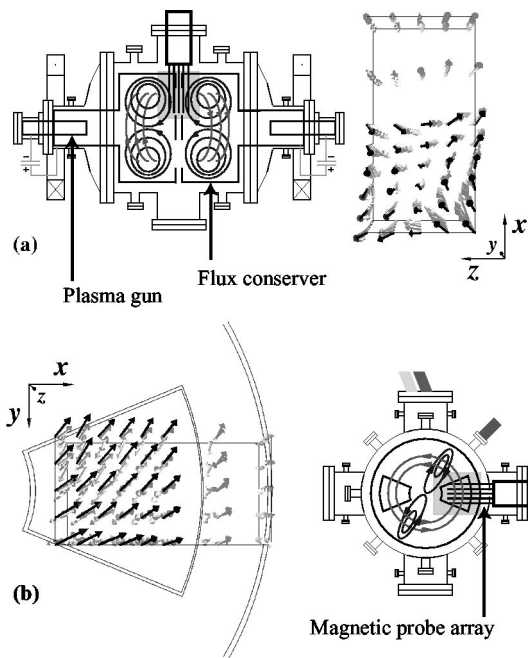 (a)
− +
− +
Plasma gun
Flux conserver
x
y
z
x
y
z
(b)
Magnetic probe array